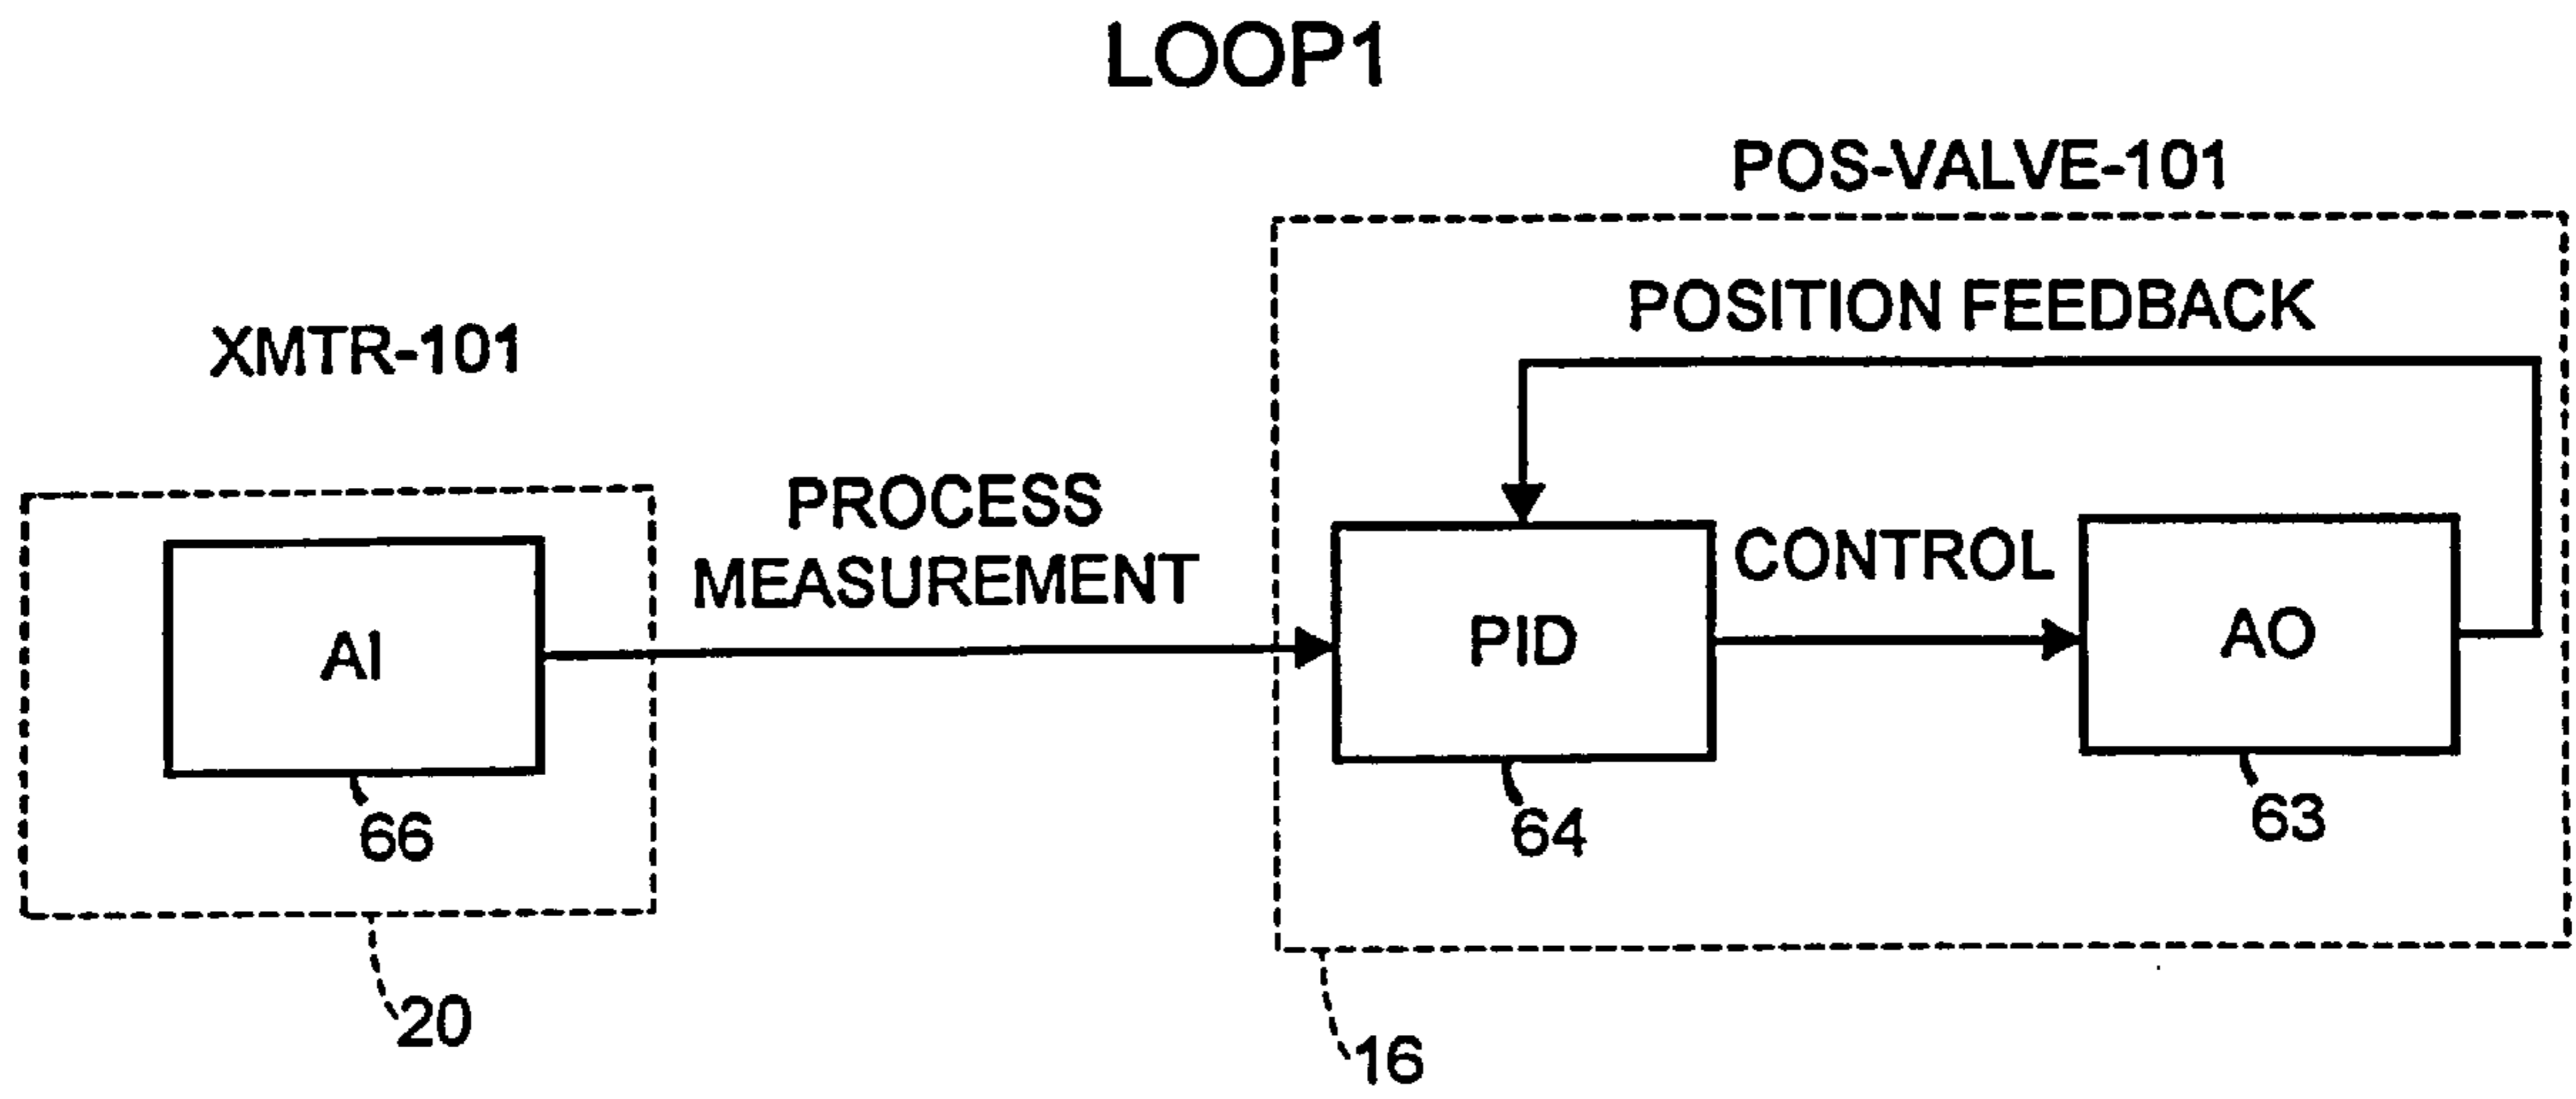 LOOP1
POS-VALVE-101
POSITION FEEDBACK
XMTR-101
PROCESS
MEASUREMENT
CONTROL
AI
PID
AO
66
64
63
20
16